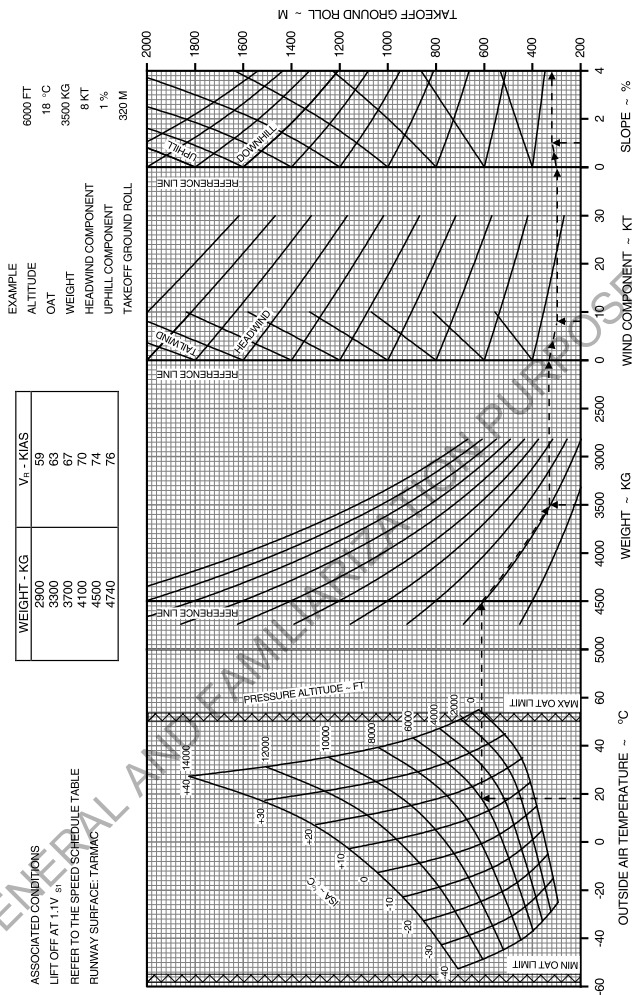 ASSOCIATED CONDITIONS
LIFT OFF AT 1.1V S1
REFER TO THE SPEED SCHEDULE TABLE
RUNWAY SURFACE: TARMAC
WEIGHT - KG VR - KIAS
2900 59
3300 63
3700 67
4100 70
4500 74
4740 76
EXAMPLE
ALTITUDE 6000 FT
OAT 18 °C
WEIGHT 3500 KG
HEADWIND COMPONENT 8 KT
UPHILL COMPONENT 1 %
TAKEOFF GROUND ROLL 320 M
TAKEOFF GROUND ROLL ~ M
2000
1800
1600
1400
1200
1000
800
600
400
200
ISA ~ °C
+40
+30
+20
+10
0
-10
-20
-30
-40
PRESSURE ALTITUDE ~ FT
14000
12000
10000
8000
6000
4000
2000
0
MIN OAT LIMIT
MAX OAT LIMIT
REFERENCE LINE
REFERENCE LINE
TAILWIND
HEADWIND
REFERENCE LINE
UPHILL
DOWNHILL
-60 -40 -20 0 20 40 60
OUTSIDE AIR TEMPERATURE ~ °C
5000 4500 4000 3500 3000 2500
WEIGHT ~ KG
0 10 20 30
WIND COMPONENT ~ KT
0 2 4
SLOPE ~ %
GENERAL AND FAMILIARIZATION PURPOSE